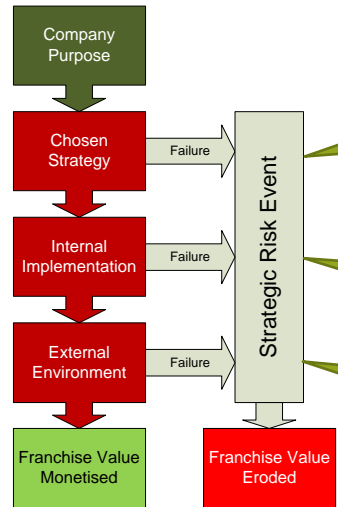 Company
Purpose
Chosen
Strategy
Failure
Internal
Implementation
Failure
External
Environment
Failure
Strategic Risk Event
Franchise Value
Monetised
Franchise Value
Eroded